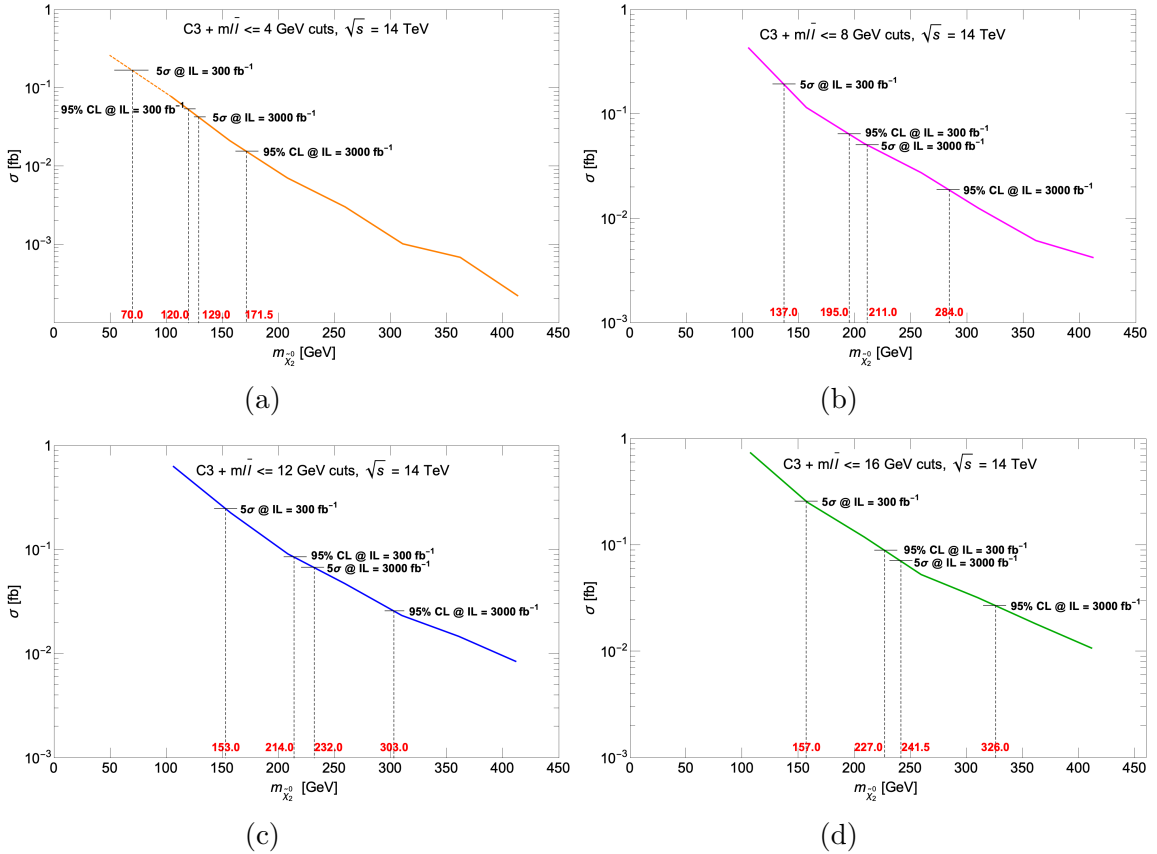 C3 + mll̄ <= 4 GeV cuts, √s = 14 TeV
1
10⁻¹
10⁻²
10⁻³
σ [fb]
5σ @ IL = 300 fb⁻¹
95% CL @ IL = 300 fb⁻¹
5σ @ IL = 3000 fb⁻¹
95% CL @ IL = 3000 fb⁻¹
70.0 120.0 129.0 171.5
0 50 100 150 200 250 300 350 400 450
m_χ̃₂⁰ [GeV]
(a)
C3 + mll̄ <= 8 GeV cuts, √s = 14 TeV
1
10⁻¹
10⁻²
10⁻³
σ [fb]
5σ @ IL = 300 fb⁻¹
95% CL @ IL = 300 fb⁻¹
5σ @ IL = 3000 fb⁻¹
95% CL @ IL = 3000 fb⁻¹
137.0 195.0 211.0 284.0
0 50 100 150 200 250 300 350 400 450
m_χ̃₂⁰ [GeV]
(b)
C3 + mll̄ <= 12 GeV cuts, √s = 14 TeV
1
10⁻¹
10⁻²
10⁻³
σ [fb]
5σ @ IL = 300 fb⁻¹
95% CL @ IL = 300 fb⁻¹
5σ @ IL = 3000 fb⁻¹
95% CL @ IL = 3000 fb⁻¹
153.0 214.0 232.0 303.0
0 50 100 150 200 250 300 350 400 450
m_χ̃₂⁰ [GeV]
(c)
C3 + mll̄ <= 16 GeV cuts, √s = 14 TeV
1
10⁻¹
10⁻²
10⁻³
σ [fb]
5σ @ IL = 300 fb⁻¹
95% CL @ IL = 300 fb⁻¹
5σ @ IL = 3000 fb⁻¹
95% CL @ IL = 3000 fb⁻¹
157.0 227.0 241.5 326.0
0 50 100 150 200 250 300 350 400 450
m_χ̃₂⁰ [GeV]
(d)